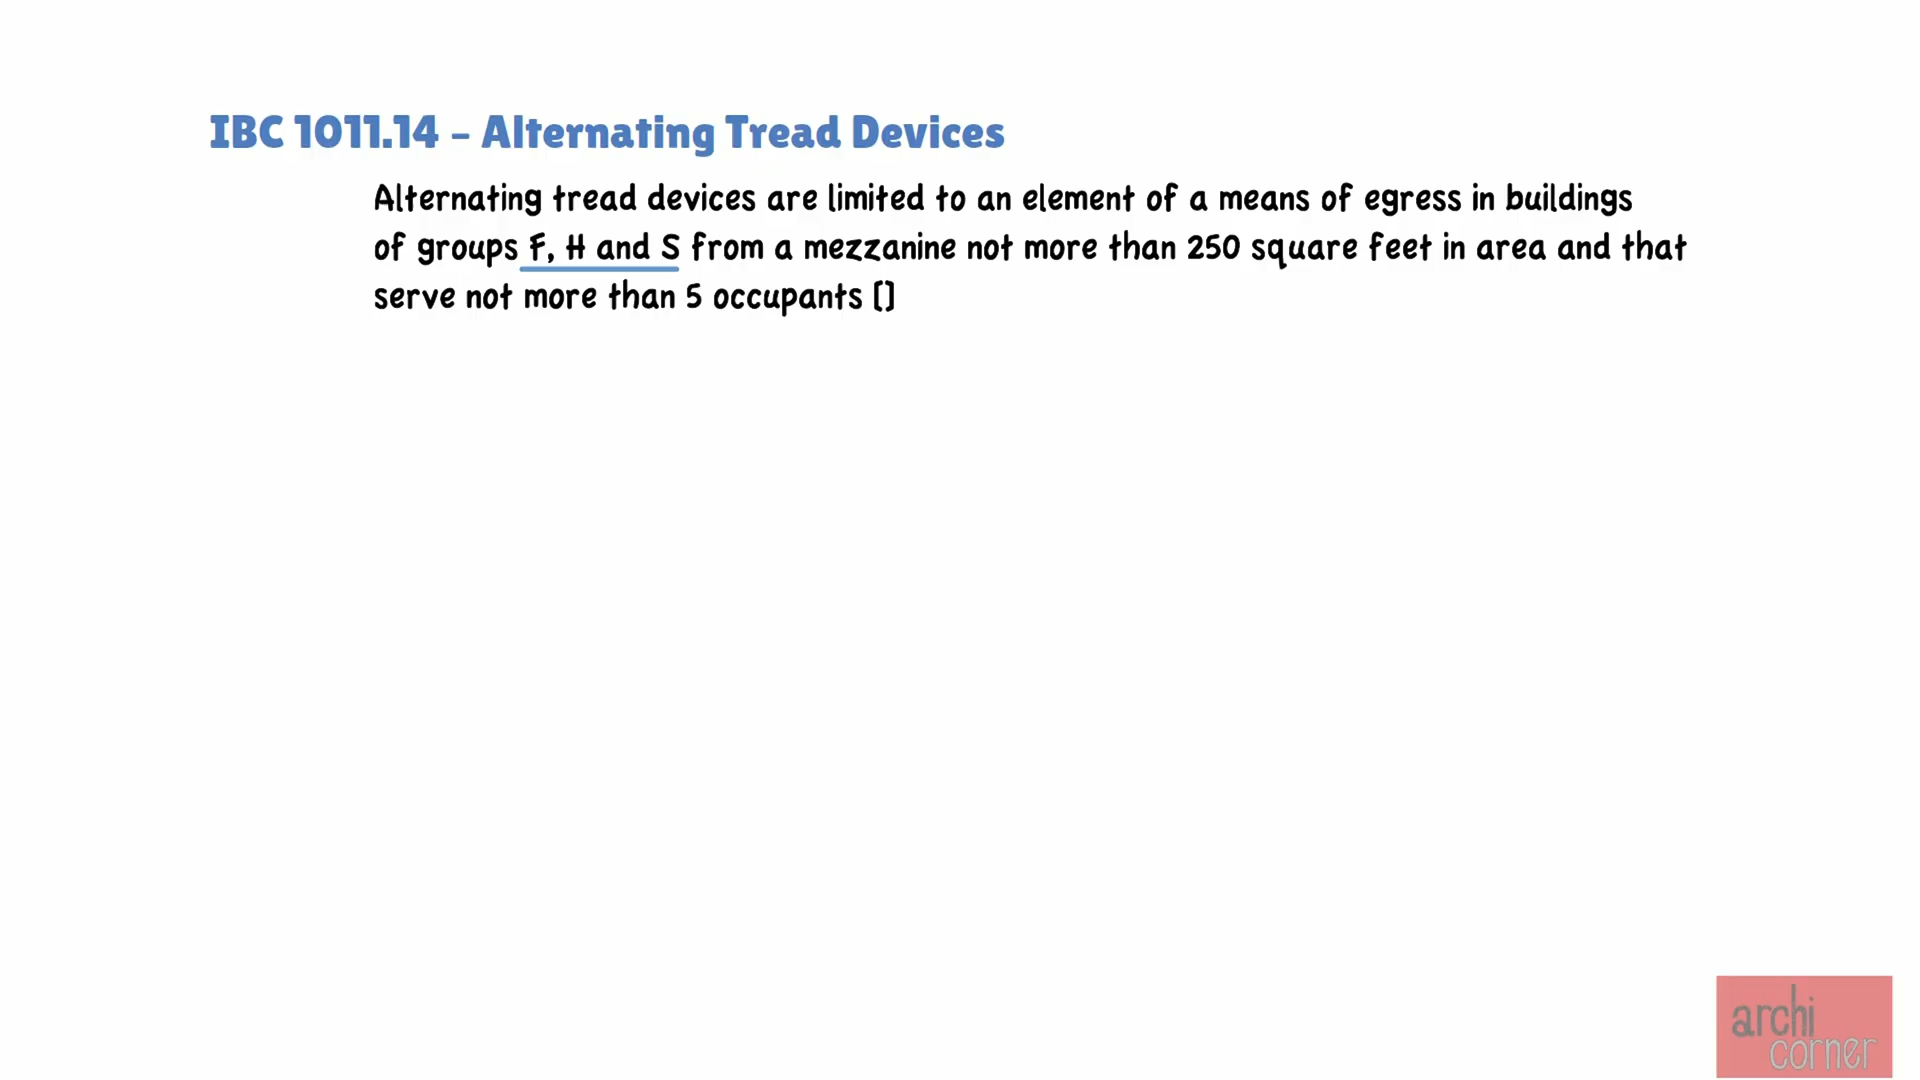 IBC 1011.14 – Alternating Tread Devices
Alternating tread devices are limited to an element of a means of egress in buildings
of groups F, H and S from a mezzanine not more than 250 square feet in area and that
serve not more than 5 occupants []
archi
corner